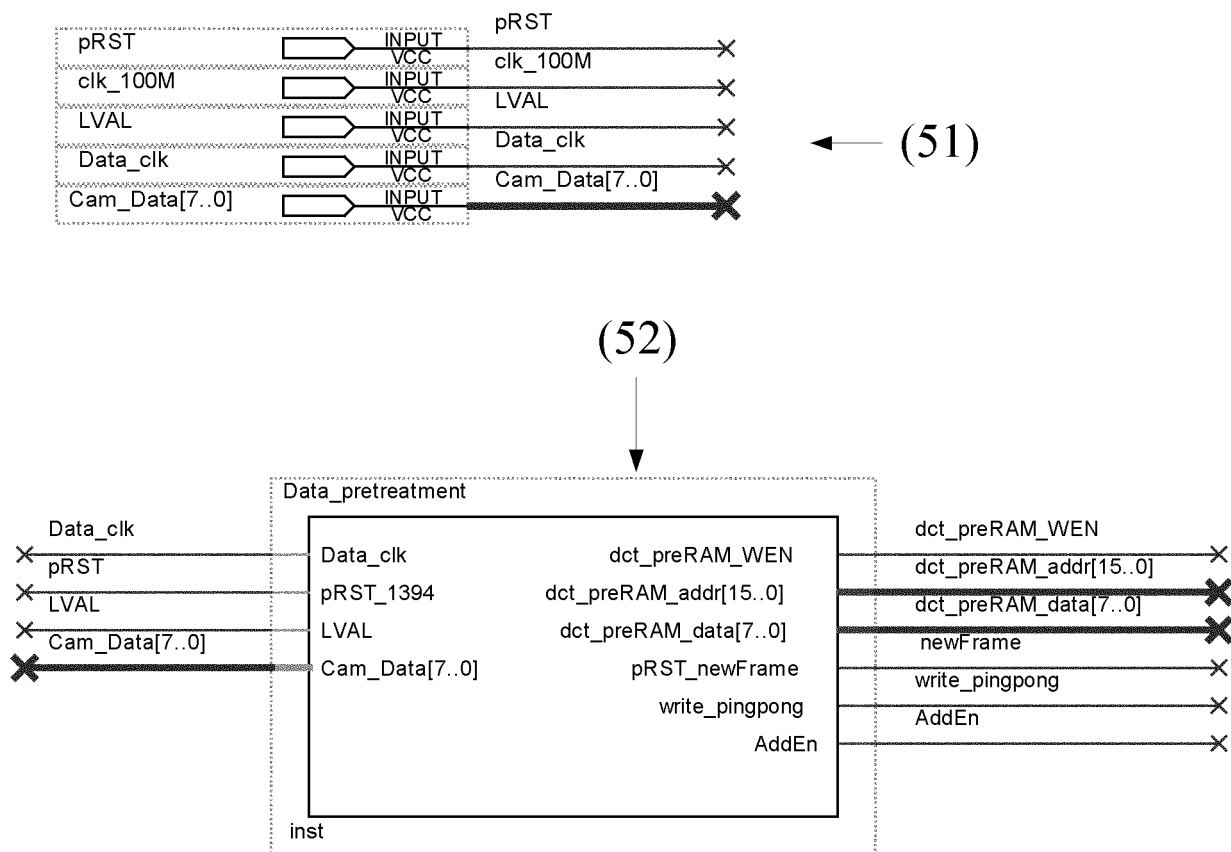 pRST
pRST INPUT
VCC
clk_100M
clk_100M INPUT
VCC
LVAL
LVAL INPUT
VCC
(51)
Data_clk
Data_clk INPUT
VCC
Cam_Data[7..0]
Cam_Data[7..0] INPUT
VCC
(52)
Data_pretreatment
Data_clk
pRST
LVAL
Cam_Data[7..0]
Data_clk
pRST_1394
LVAL
Cam_Data[7..0]
dct_preRAM_WEN
dct_preRAM_addr[15..0]
dct_preRAM_data[7..0]
pRST_newFrame
write_pingpong
AddEn
dct_preRAM_WEN
dct_preRAM_addr[15..0]
dct_preRAM_data[7..0]
newFrame
write_pingpong
AddEn
inst